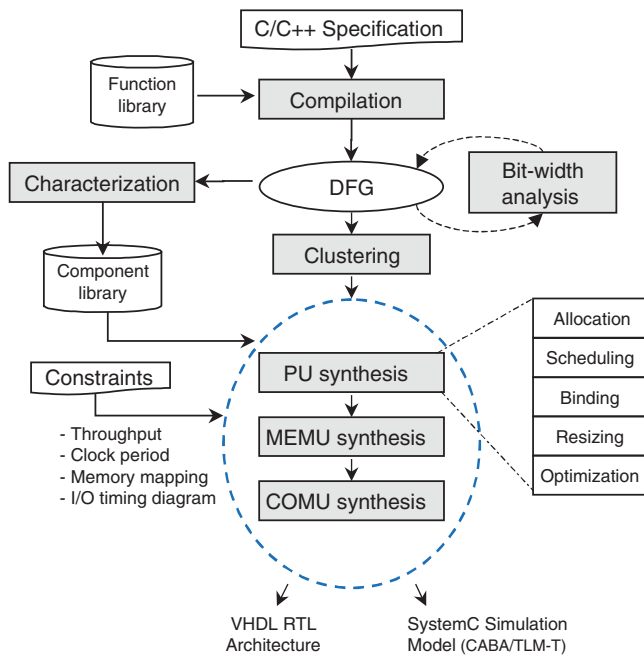 C/C++ Specification
Function
library
Compilation
Characterization
DFG
Bit-width
analysis
Clustering
Component
library
Allocation
Scheduling
Binding
Resizing
Optimization
Constraints
- Throughput
- Clock period
- Memory mapping
- I/O timing diagram
PU synthesis
MEMU synthesis
COMU synthesis
VHDL RTL
Architecture
SystemC Simulation
Model (CABA/TLM-T)